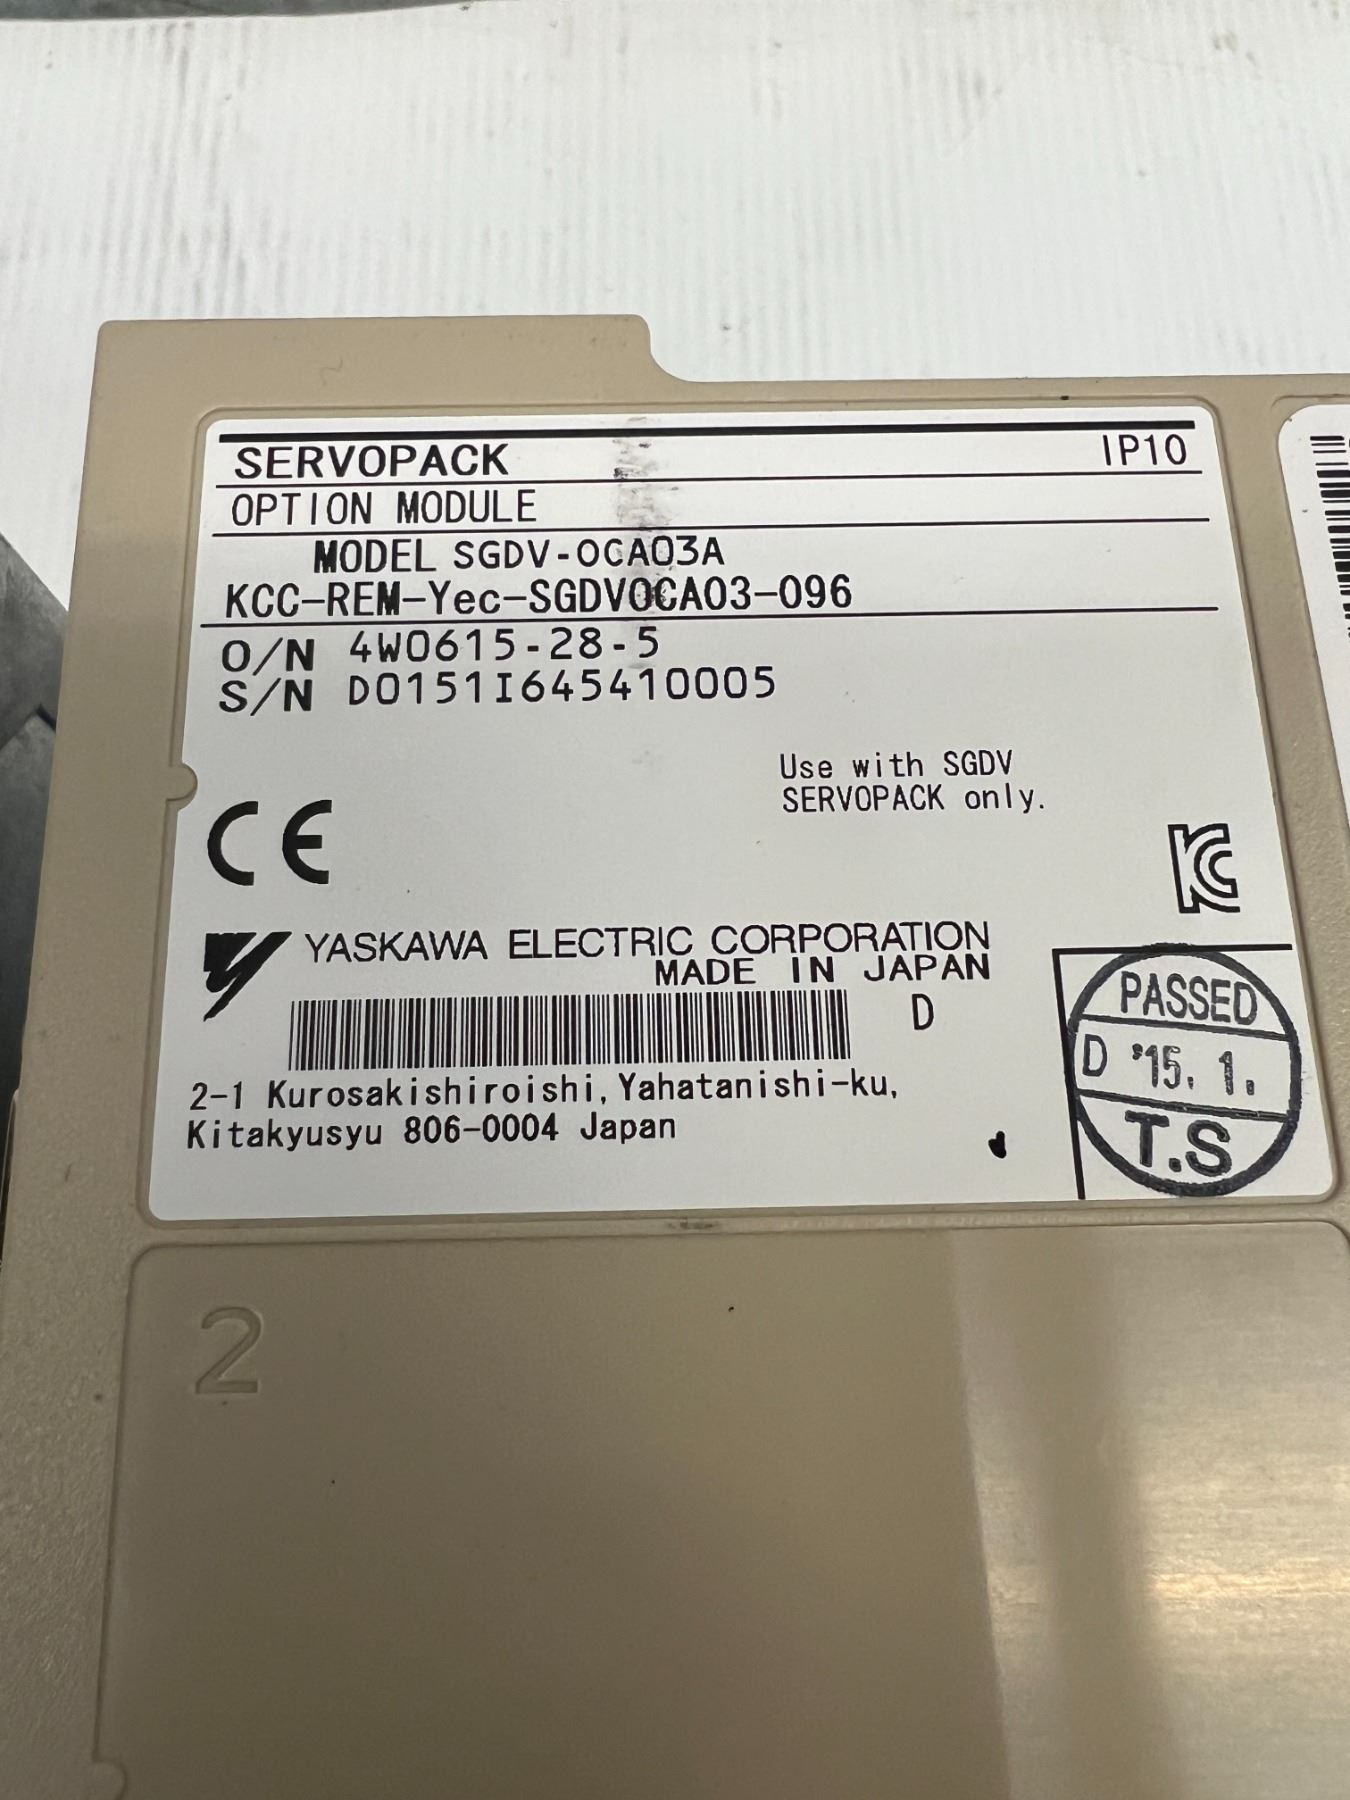 SERVOPACK IP10
OPTION MODULE
MODEL SGDV-OCA03A
KCC-REM-Yec-SGDVOCA03-096
O/N 4W0615-28-5
S/N D0151I645410005
Use with SGDV
SERVOPACK only.
CE
KC
YASKAWA ELECTRIC CORPORATION
MADE IN JAPAN
D
2-1 Kurosakishiroishi, Yahatanishi-ku,
Kitakyusyu 806-0004 Japan
PASSED
D '15. 1.
T.S
2